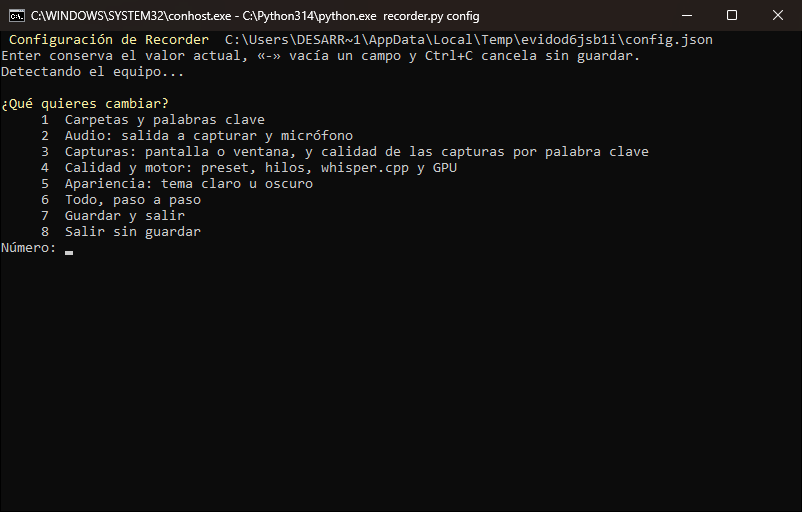 C:\WINDOWS\SYSTEM32\conhost.exe - C:\Python314\python.exe  recorder.py config
Configuración de Recorder  C:\Users\DESARR~1\AppData\Local\Temp\evidod6jsb1i\config.json
Enter conserva el valor actual, «-» vacía un campo y Ctrl+C cancela sin guardar.
Detectando el equipo...
¿Qué quieres cambiar?
1  Carpetas y palabras clave
2  Audio: salida a capturar y micrófono
3  Capturas: pantalla o ventana, y calidad de las capturas por palabra clave
4  Calidad y motor: preset, hilos, whisper.cpp y GPU
5  Apariencia: tema claro u oscuro
6  Todo, paso a paso
7  Guardar y salir
8  Salir sin guardar
Número: